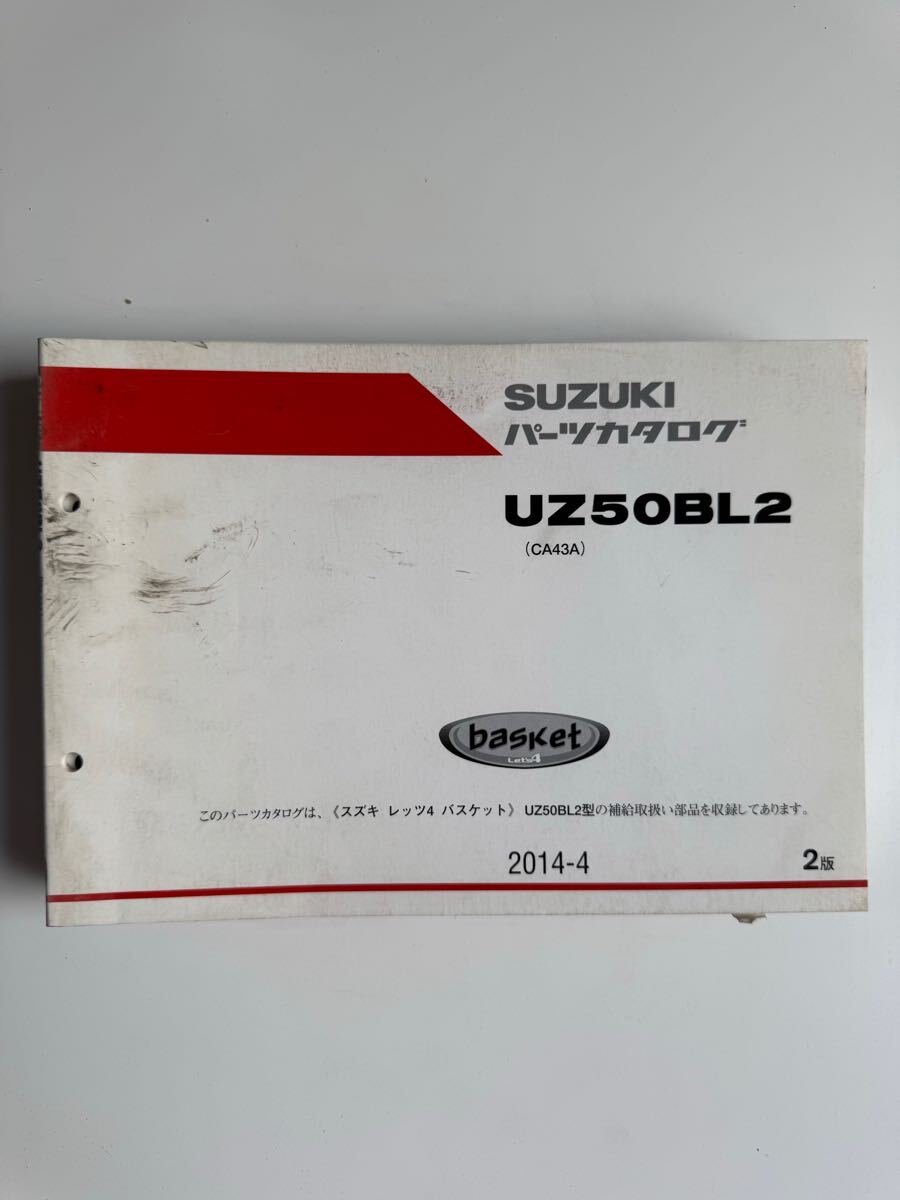 SUZUKI
パーツカタログ
UZ50BL2
(CA43A)
basket
Let's4
このパーツカタログは、《スズキ レッツ4 バスケット》 UZ50BL2型の補給取扱い部品を収録してあります。
2014-4
2版